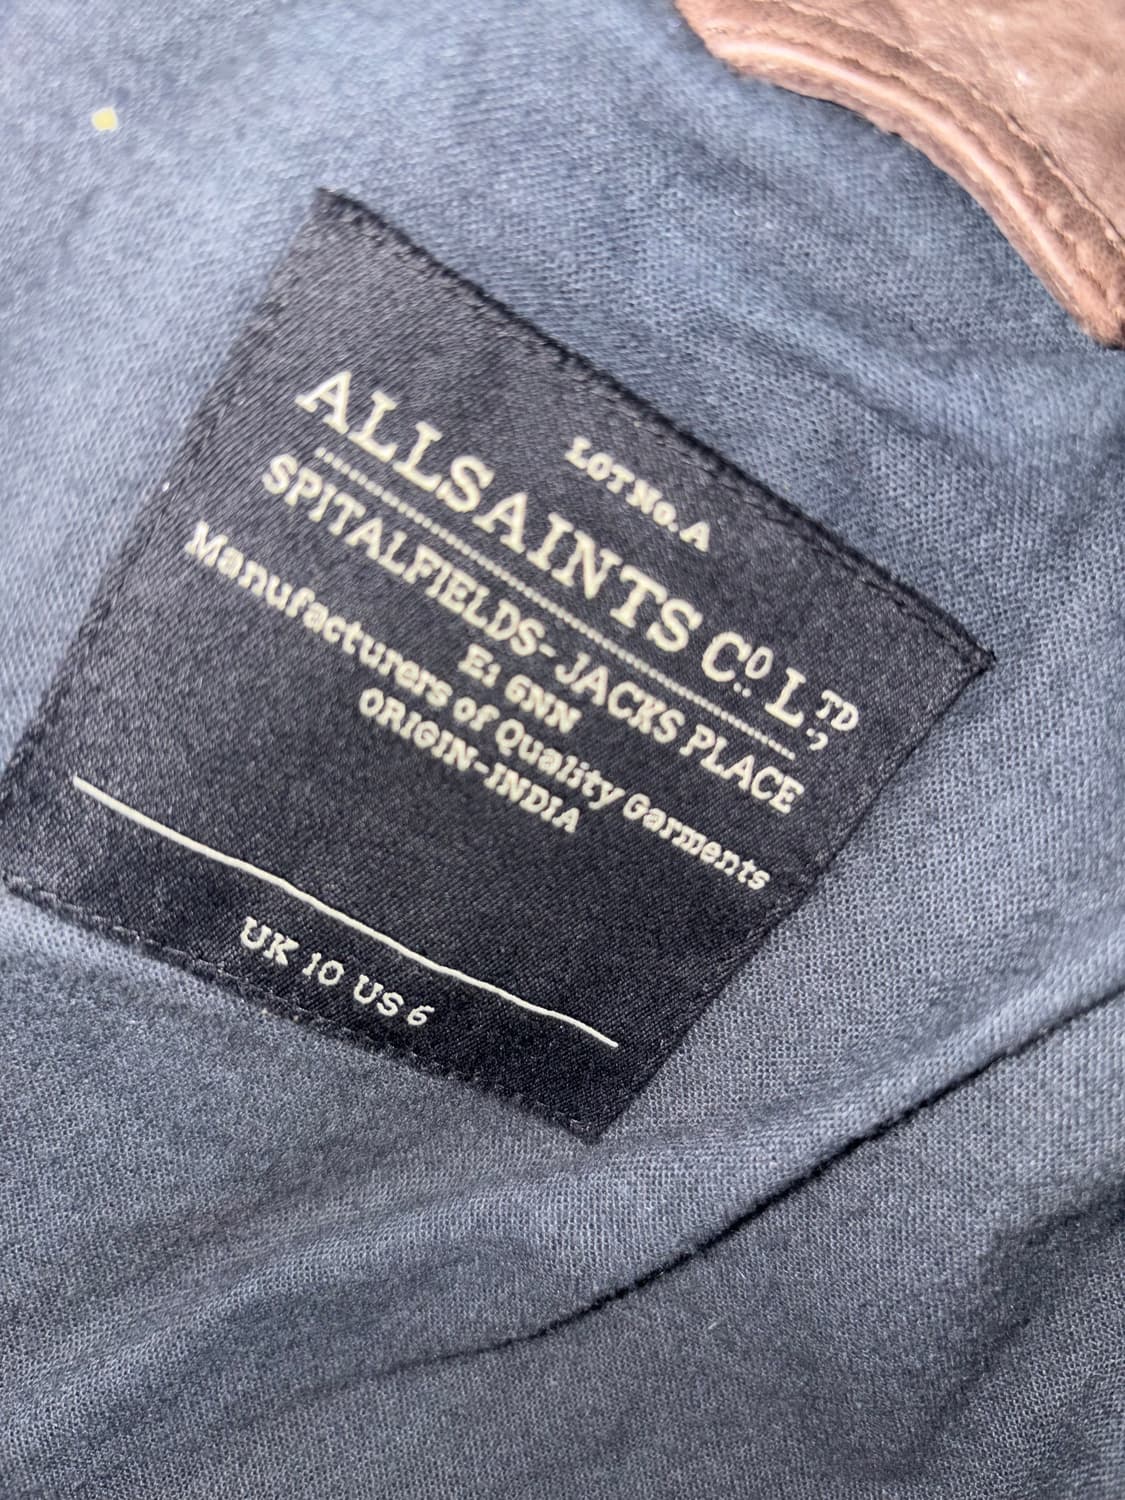 LOT No. A
ALLSAINTS Cº LTD,
SPITALFIELDS- JACKS PLACE
E1 6NN
Manufacturers of Quality Garments
ORIGIN-INDIA
UK 10 US 6